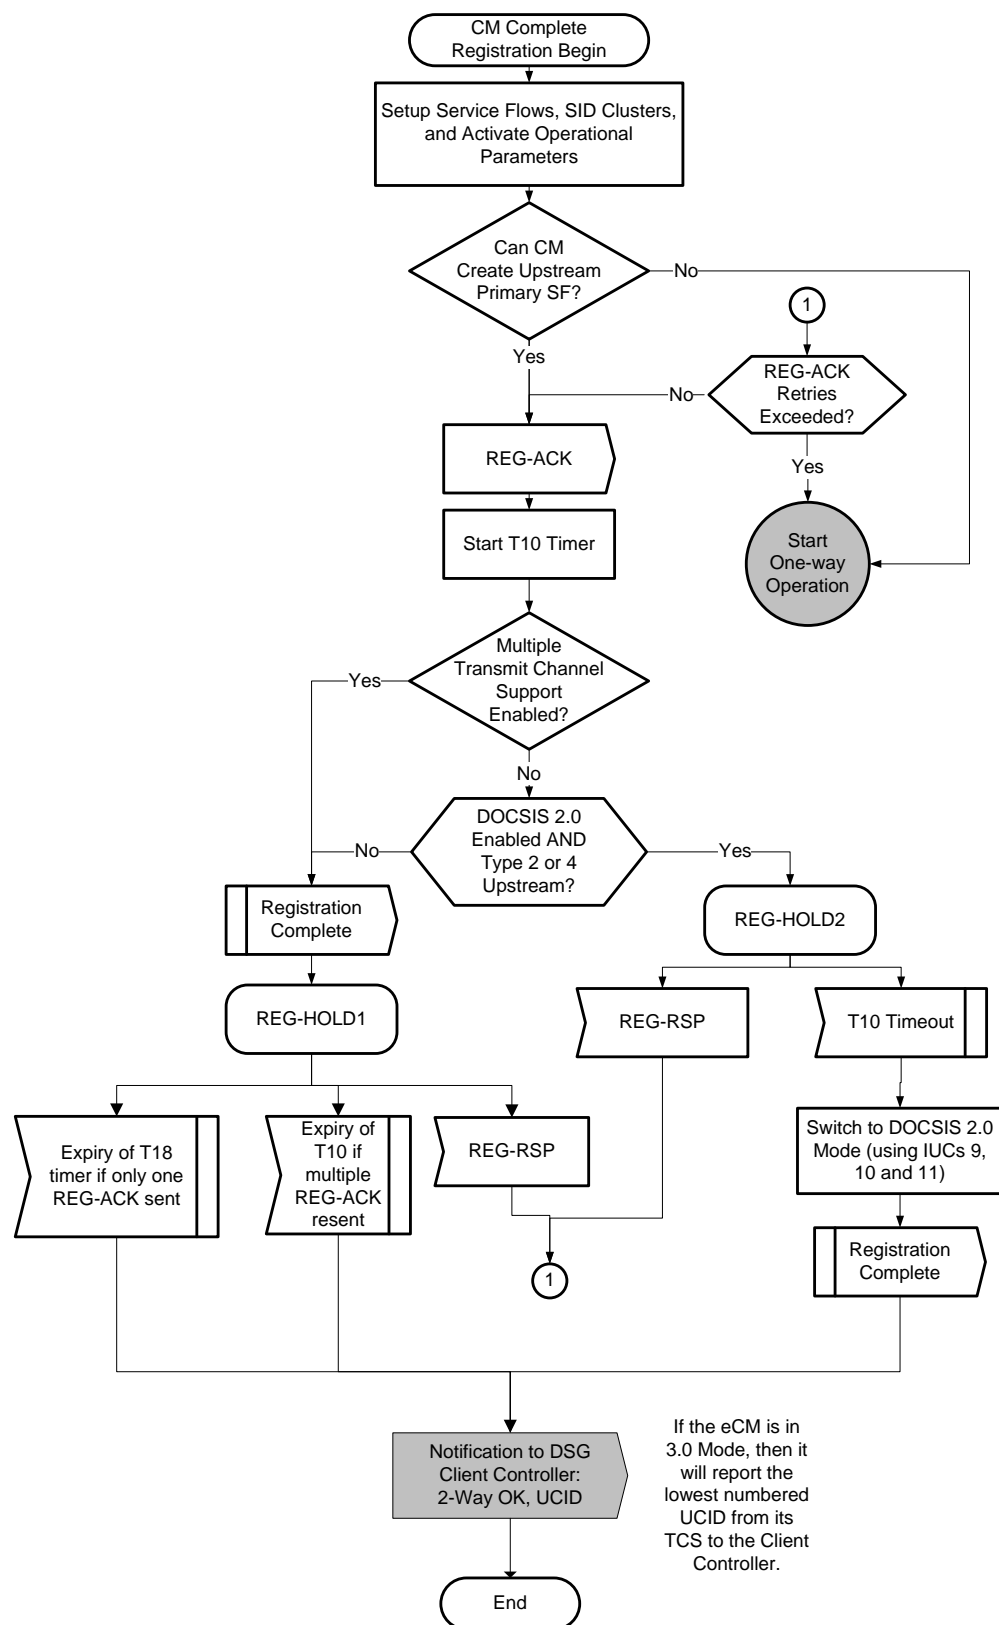 CM Complete
Registration Begin
Setup Service Flows, SID Clusters,
and Activate Operational
Parameters
Can CM
Create Upstream
Primary SF?
No
1
Yes
REG-ACK
Retries
Exceeded?
No
REG-ACK
Yes
Start T10 Timer
Start
One-way
Operation
Multiple
Transmit Channel
Support
Enabled?
Yes
No
DOCSIS 2.0
Enabled AND
Type 2 or 4
Upstream?
No
Yes
Registration
Complete
REG-HOLD2
REG-HOLD1
REG-RSP
T10 Timeout
Expiry of T18
timer if only one
REG-ACK sent
Expiry of
T10 if
multiple
REG-ACK
resent
REG-RSP
Switch to DOCSIS 2.0
Mode (using IUCs 9,
10 and 11)
Registration
Complete
1
Notification to DSG
Client Controller:
2-Way OK, UCID
If the eCM is in
3.0 Mode, then it
will report the
lowest numbered
UCID from its
TCS to the Client
Controller.
End